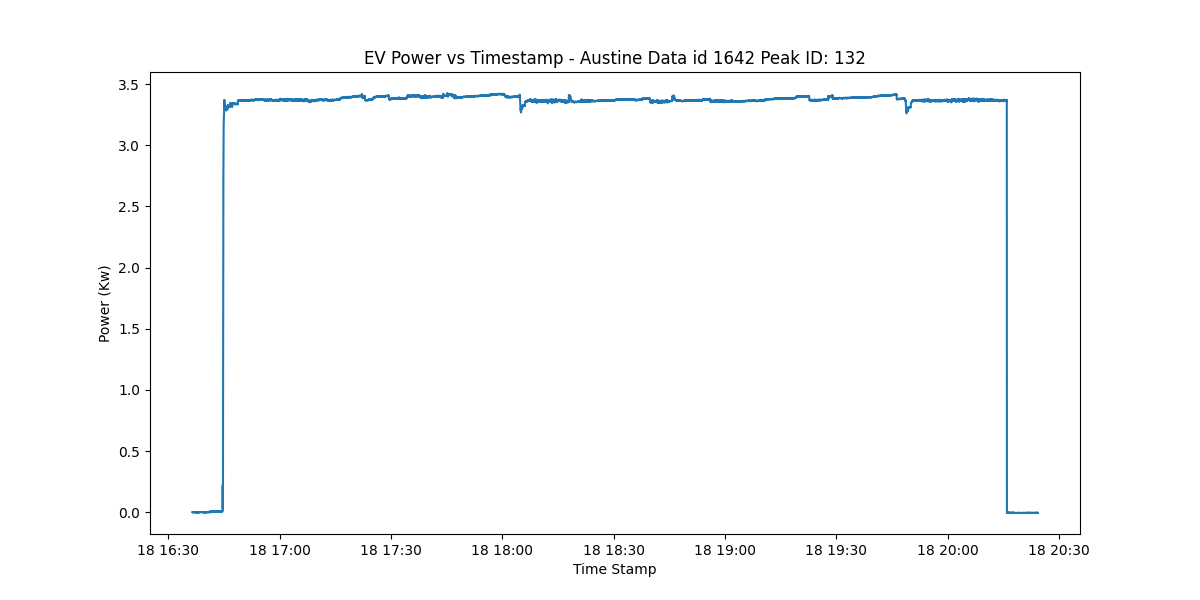 EV Power vs Timestamp - Austine Data id 1642 Peak ID: 132
3.5
3.0
2.5
2.0
1.5
1.0
0.5
0.0
Power (Kw)
18 16:30 18 17:00 18 17:30 18 18:00 18 18:30 18 19:00 18 19:30 18 20:00 18 20:30
Time Stamp